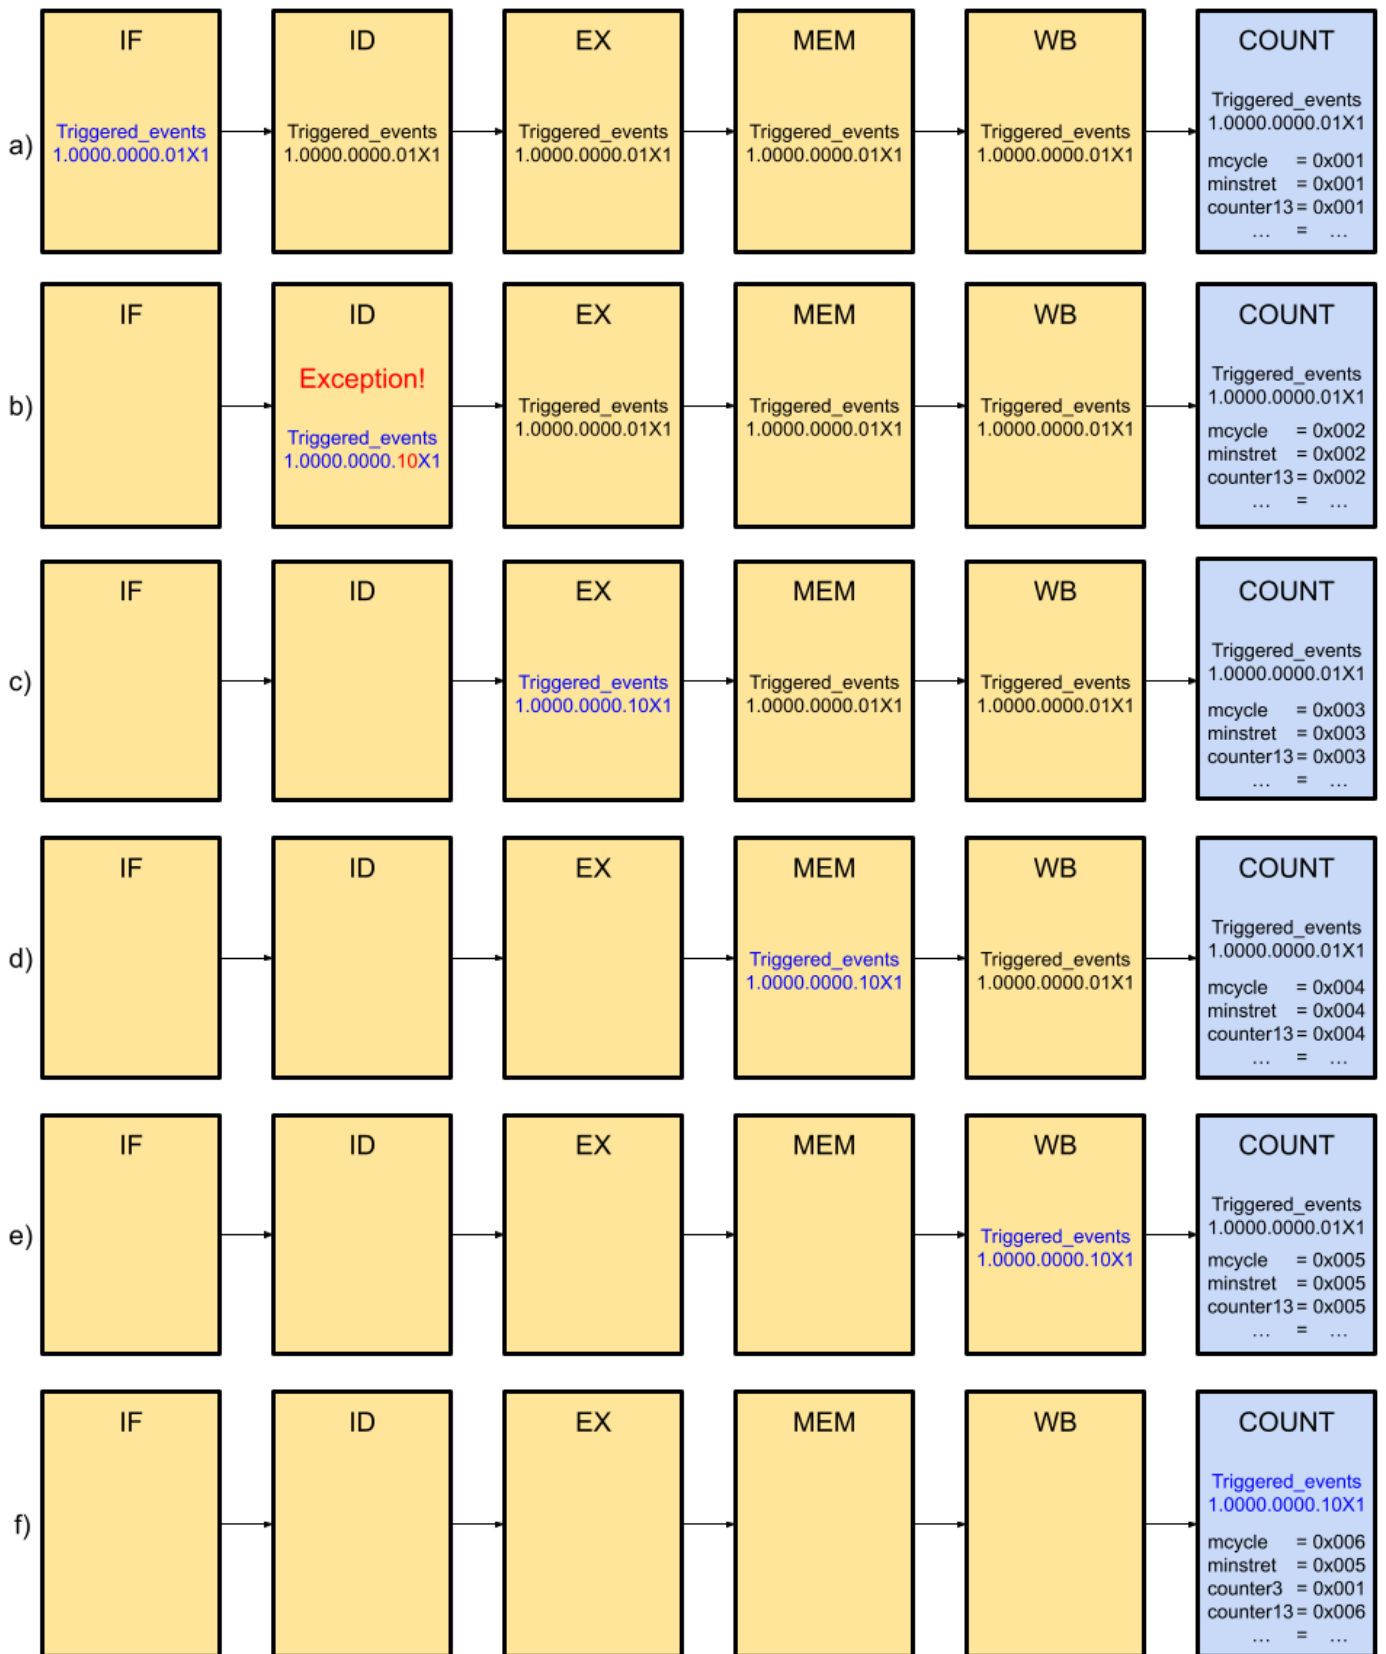 a)
IF
Triggered_events
1.0000.0000.01X1
ID
Triggered_events
1.0000.0000.01X1
EX
Triggered_events
1.0000.0000.01X1
MEM
Triggered_events
1.0000.0000.01X1
WB
Triggered_events
1.0000.0000.01X1
COUNT
Triggered_events
1.0000.0000.01X1
mcycle = 0x001
minstret = 0x001
counter13 = 0x001
... = ...
b)
IF
ID
Exception!
Triggered_events
1.0000.0000.10X1
EX
Triggered_events
1.0000.0000.01X1
MEM
Triggered_events
1.0000.0000.01X1
WB
Triggered_events
1.0000.0000.01X1
COUNT
Triggered_events
1.0000.0000.01X1
mcycle = 0x002
minstret = 0x002
counter13 = 0x002
... = ...
c)
IF
ID
EX
Triggered_events
1.0000.0000.10X1
MEM
Triggered_events
1.0000.0000.01X1
WB
Triggered_events
1.0000.0000.01X1
COUNT
Triggered_events
1.0000.0000.01X1
mcycle = 0x003
minstret = 0x003
counter13 = 0x003
... = ...
d)
IF
ID
EX
MEM
Triggered_events
1.0000.0000.10X1
WB
Triggered_events
1.0000.0000.01X1
COUNT
Triggered_events
1.0000.0000.01X1
mcycle = 0x004
minstret = 0x004
counter13 = 0x004
... = ...
e)
IF
ID
EX
MEM
WB
Triggered_events
1.0000.0000.10X1
COUNT
Triggered_events
1.0000.0000.01X1
mcycle = 0x005
minstret = 0x005
counter13 = 0x005
... = ...
f)
IF
ID
EX
MEM
WB
COUNT
Triggered_events
1.0000.0000.10X1
mcycle = 0x006
minstret = 0x005
counter3 = 0x001
counter13 = 0x006
... = ...